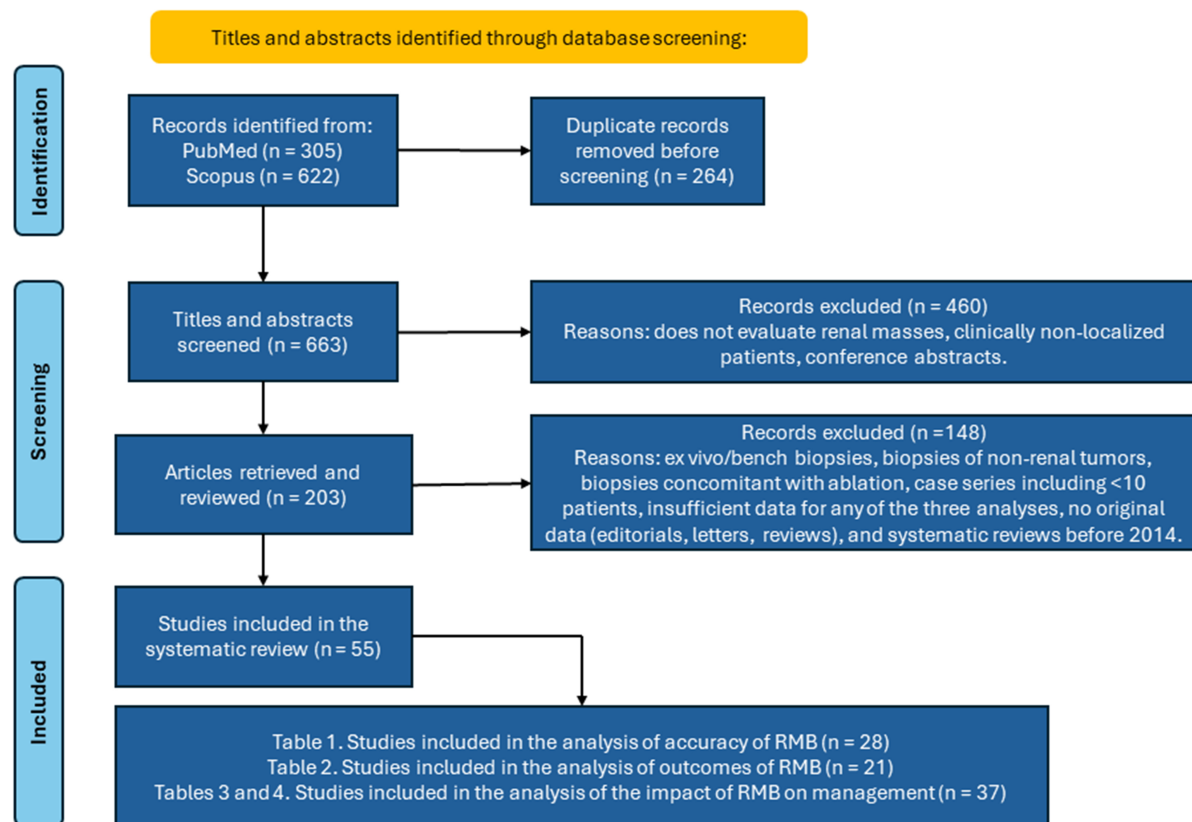 Titles and abstracts identified through database screening:
Identification
Records identified from:
PubMed (n = 305)
Scopus (n = 622)
Duplicate records
removed before
screening (n = 264)
Screening
Titles and abstracts
screened (n = 663)
Records excluded (n = 460)
Reasons: does not evaluate renal masses, clinically non-localized
patients, conference abstracts.
Articles retrieved and
reviewed (n = 203)
Records excluded (n =148)
Reasons: ex vivo/bench biopsies, biopsies of non-renal tumors,
biopsies concomitant with ablation, case series including <10
patients, insufficient data for any of the three analyses, no original
data (editorials, letters, reviews), and systematic reviews before 2014.
Included
Studies included in the
systematic review (n = 55)
Table 1. Studies included in the analysis of accuracy of RMB (n = 28)
Table 2. Studies included in the analysis of outcomes of RMB (n = 21)
Tables 3 and 4. Studies included in the analysis of the impact of RMB on management (n = 37)